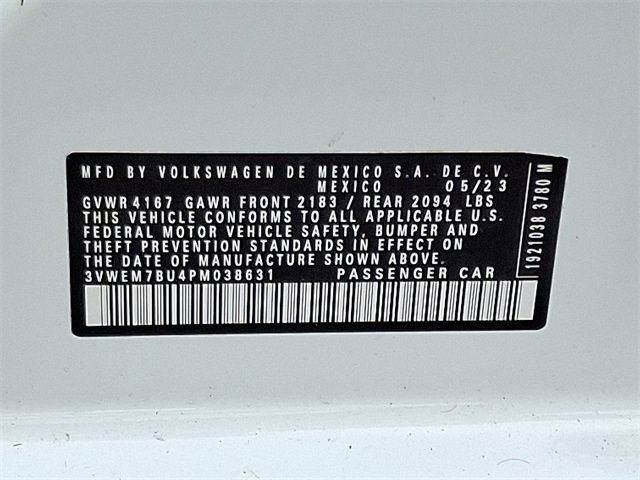 MFD BY VOLKSWAGEN DE MEXICO S.A. DE C.V.
MEXICO 05/23
GVWR 4167 GAWR FRONT 2183 / REAR 2094 LBS
THIS VEHICLE CONFORMS TO ALL APPLICABLE U.S.
FEDERAL MOTOR VEHICLE SAFETY, BUMPER AND
THEFT PREVENTION STANDARDS IN EFFECT ON
THE DATE OF MANUFACTURE SHOWN ABOVE.
3VWEM7BU4PM038631 PASSENGER CAR
1921038 3780 M